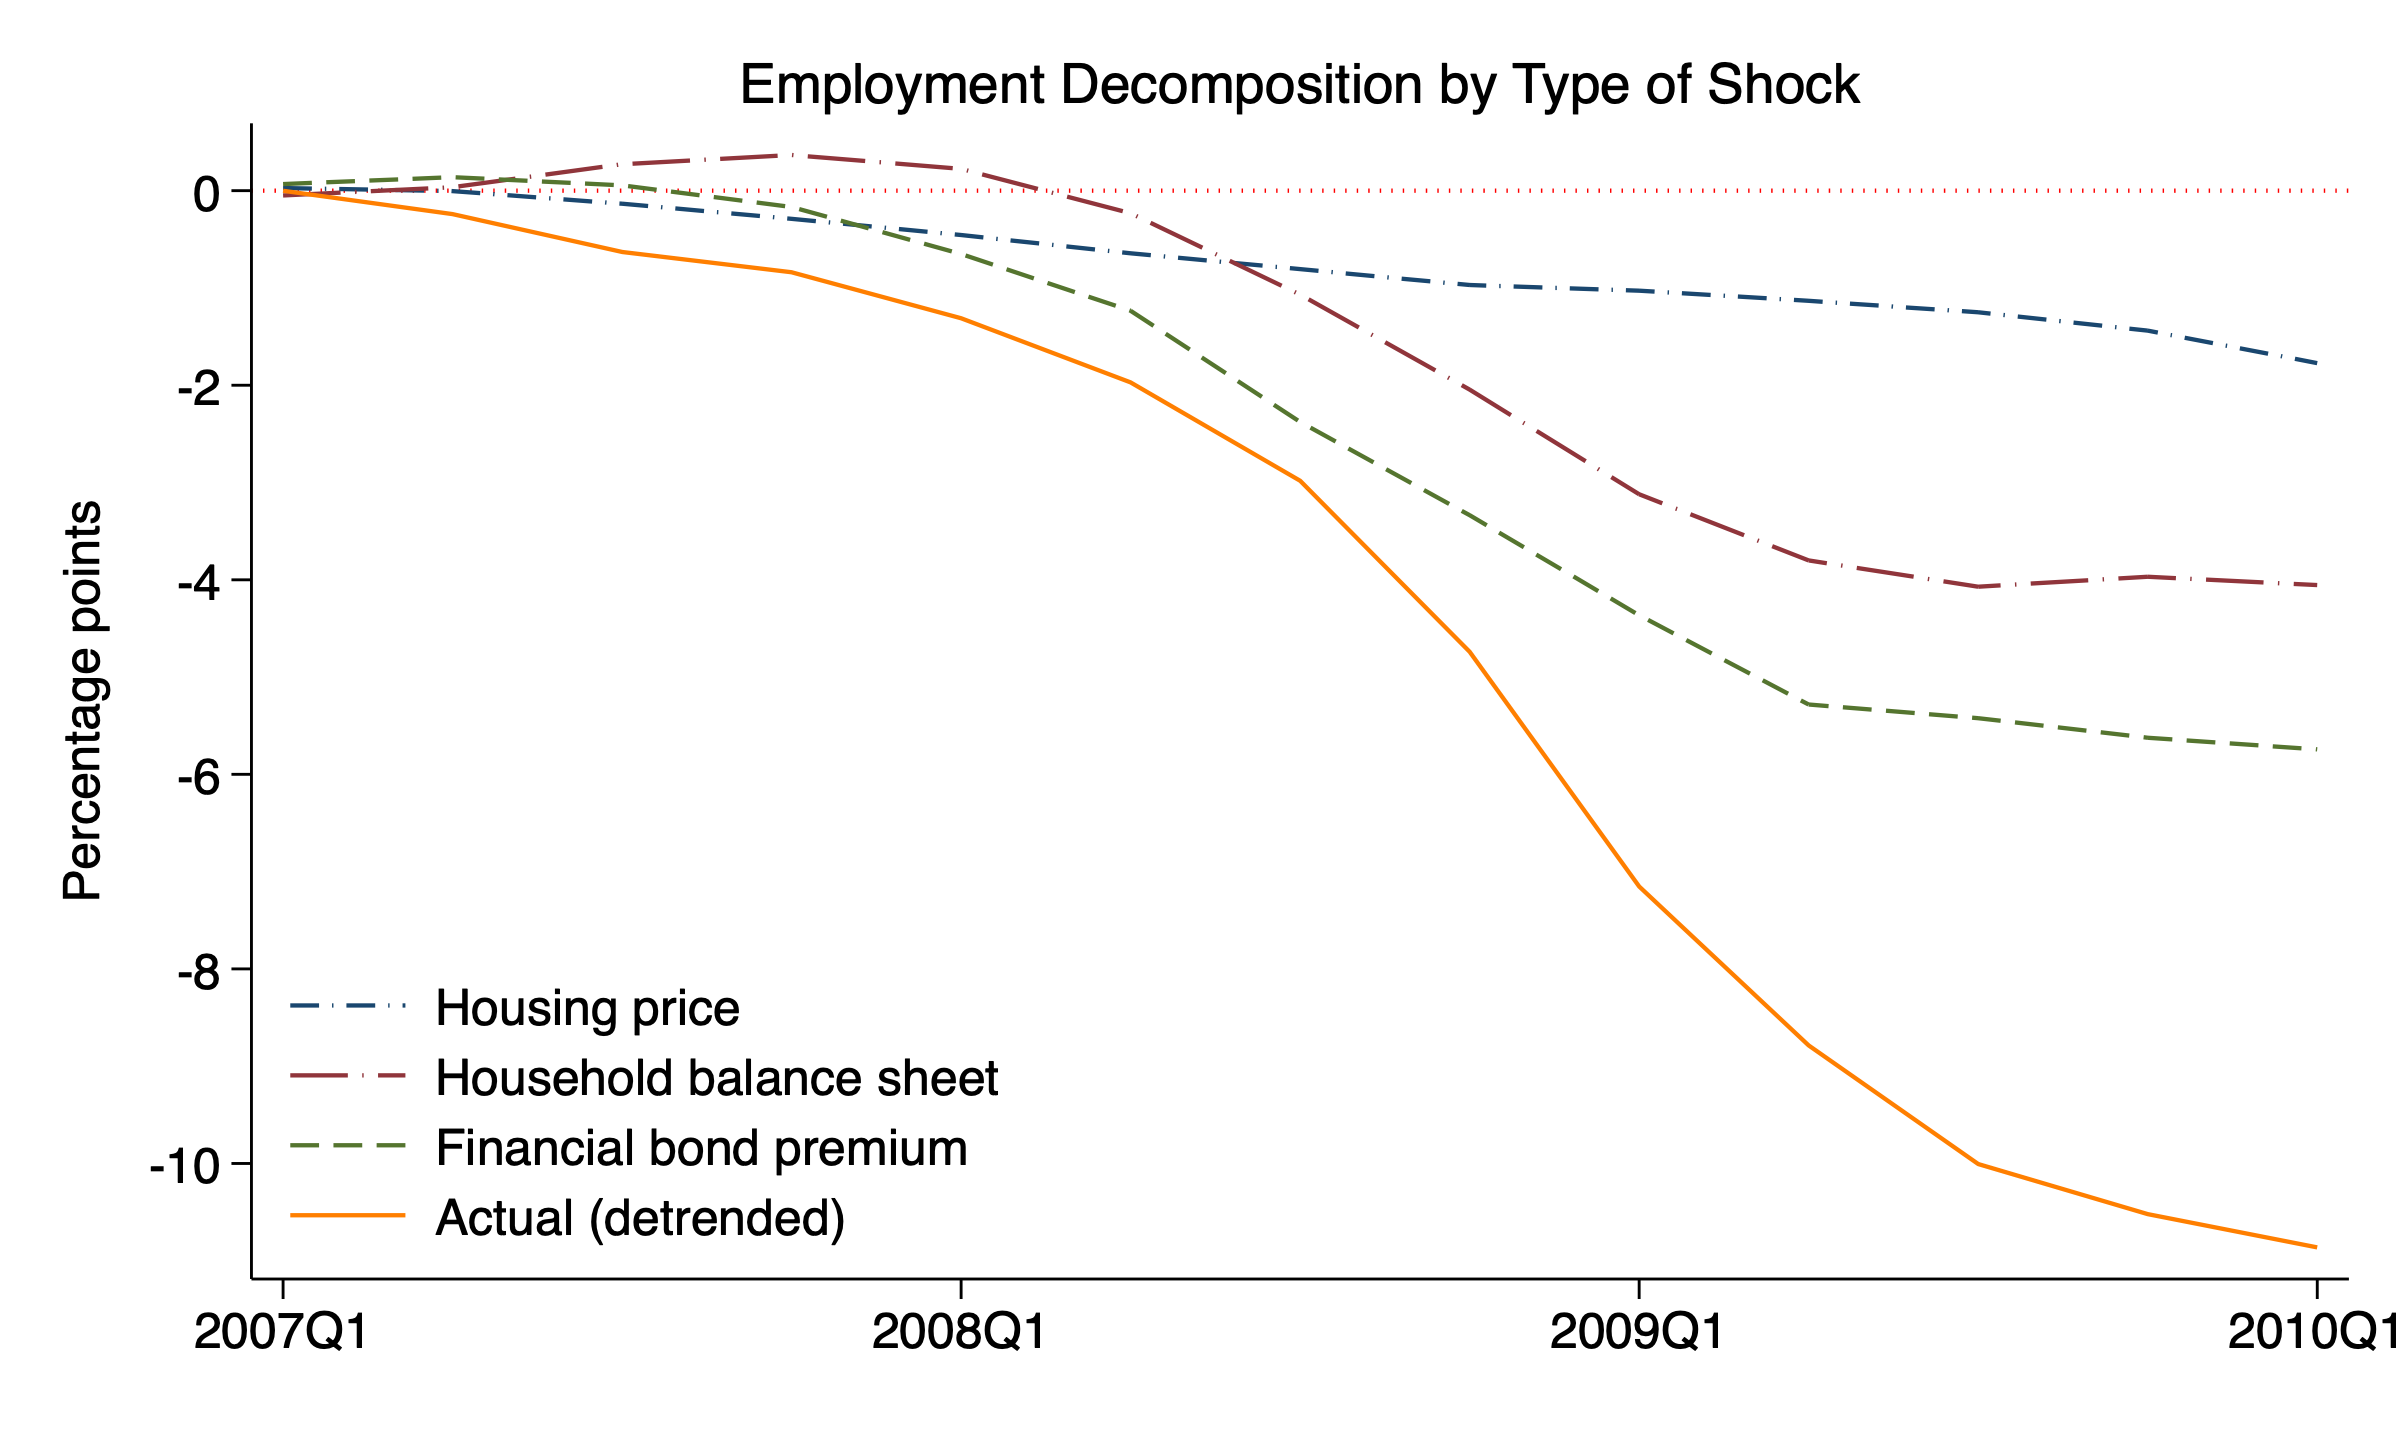 Employment Decomposition by Type of Shock
Percentage points
0
-2
-4
-6
-8
-10
Housing price
Household balance sheet
Financial bond premium
Actual (detrended)
2007Q1 2008Q1 2009Q1 2010Q1